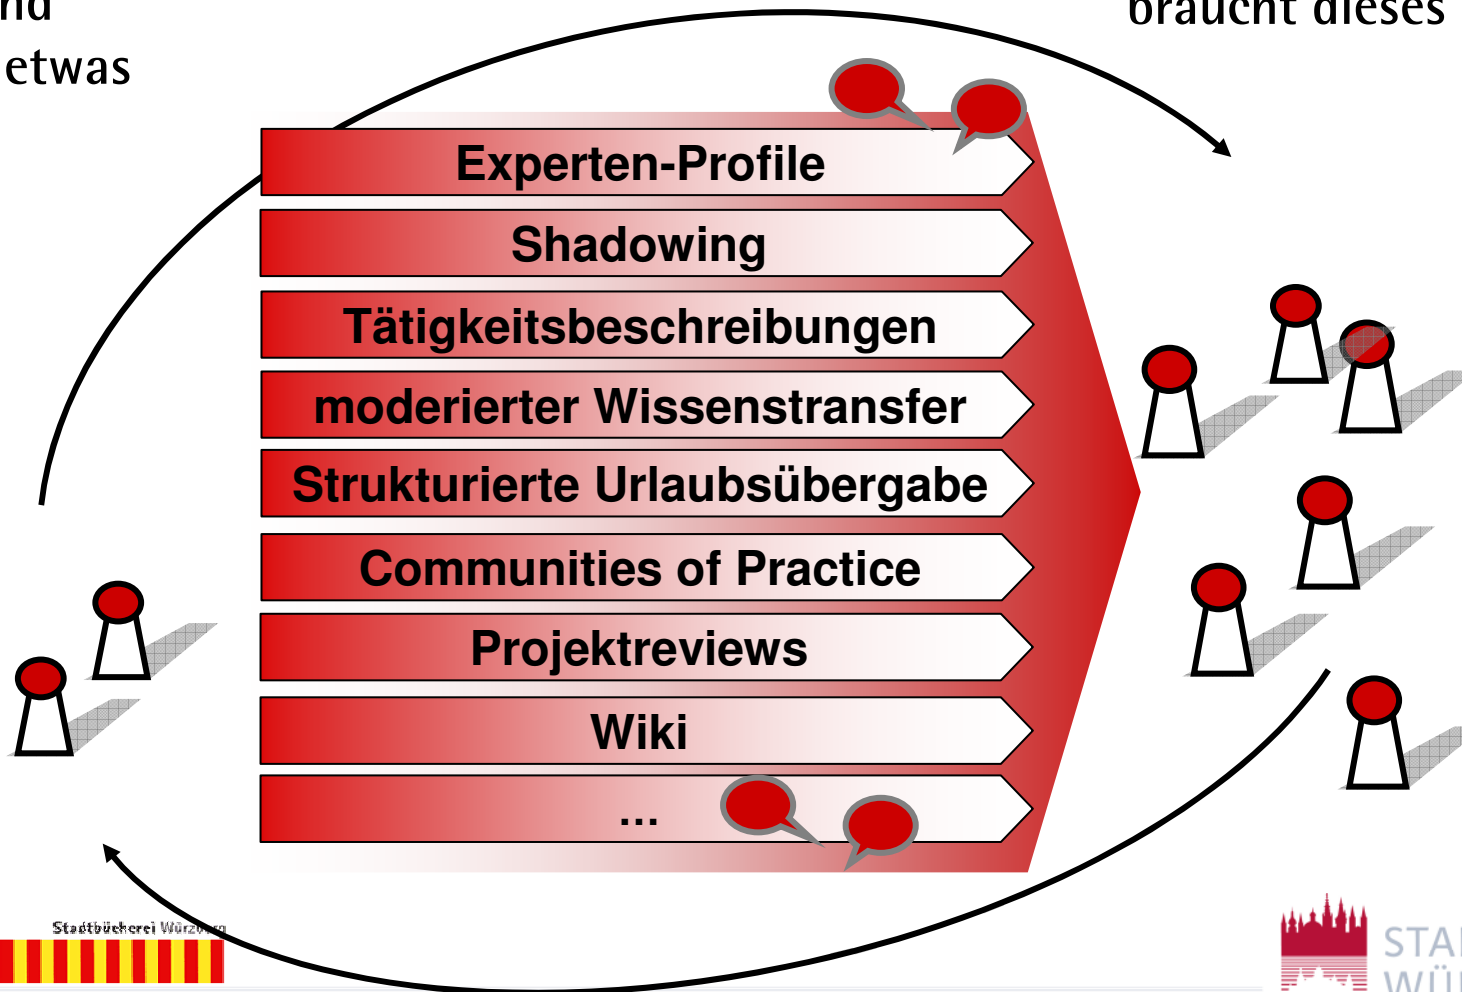 braucht dieses
etwas
Experten-Profile
Shadowing
Tätigkeitsbeschreibungen
moderierter Wissenstransfer
Strukturierte Urlaubsübergabe
Communities of Practice
Projektreviews
Wiki
...
Stadtbücherei Würzburg